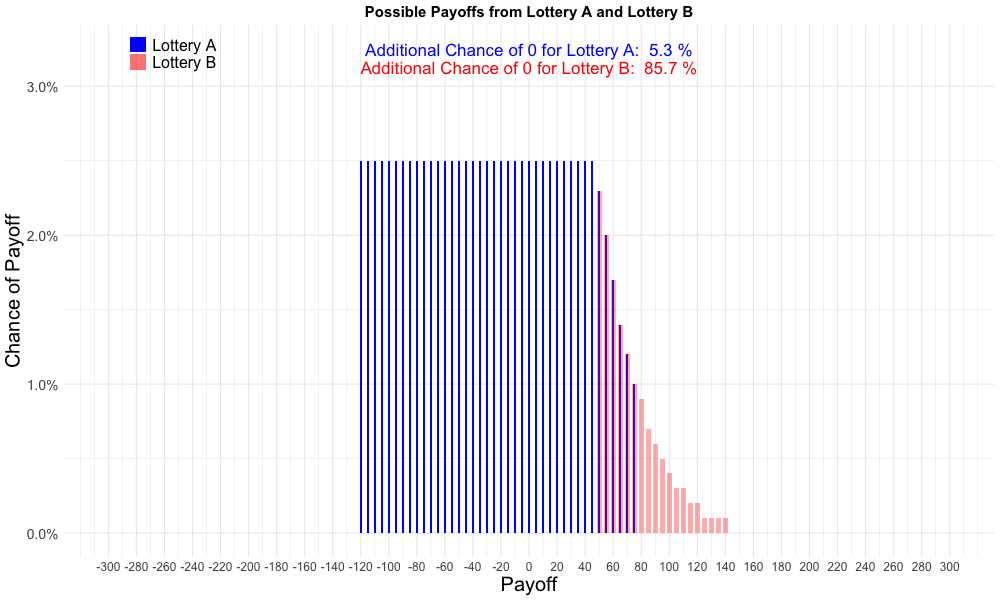 Possible Payoffs from Lottery A and Lottery B
Lottery A
Lottery B
Additional Chance of 0 for Lottery A:  5.3 %
Additional Chance of 0 for Lottery B:  85.7 %
Chance of Payoff
3.0%
2.0%
1.0%
0.0%
-300 -280 -260 -240 -220 -200 -180 -160 -140 -120 -100 -80 -60 -40 -20 0 20 40 60 80 100 120 140 160 180 200 220 240 260 280 300
Payoff